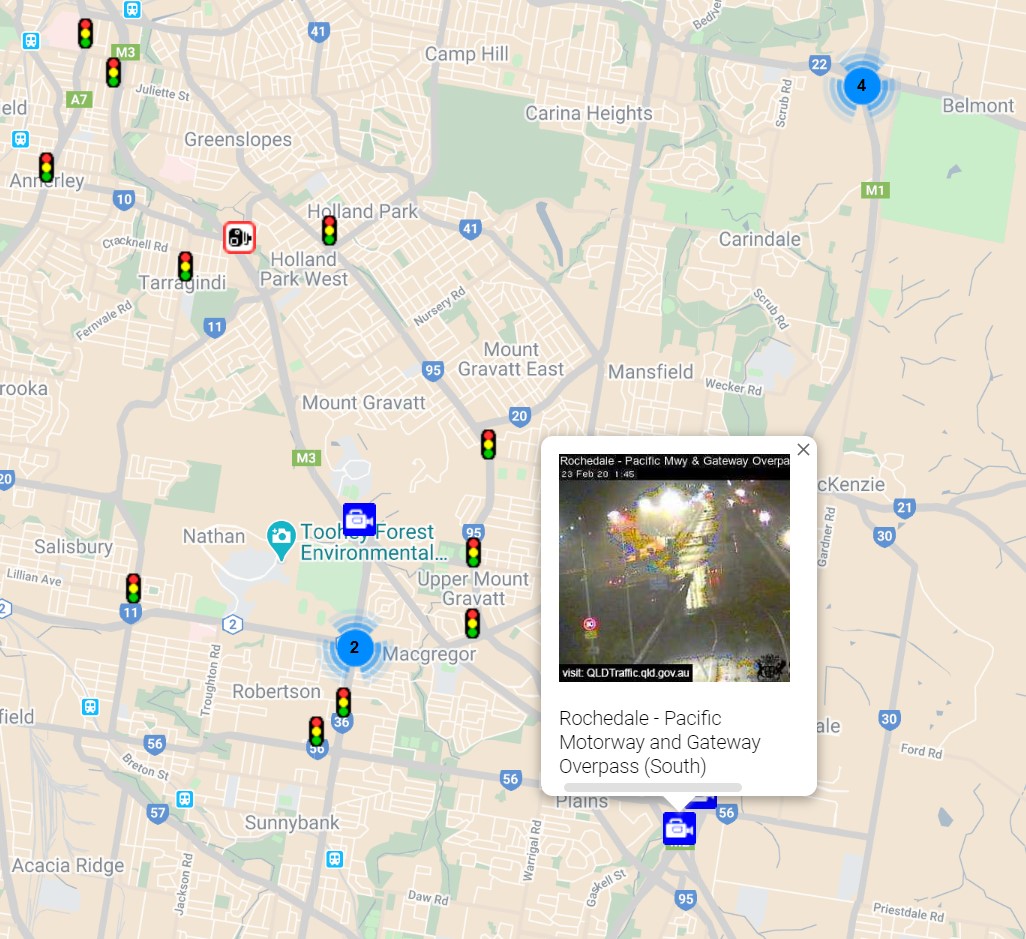 41
Bedivere
M3
22
4
Camp Hill
Juliette St
A7
Scrub Rd
Carina Heights
Belmont
eld
Greenslopes
Annerley
M1
10
Holland Park
41
Cracknell Rd
Carindale
Holland
Park West
Tarragindi
Fernvale Rd
Nursery Rd
Scrub Rd
11
Mount
Gravatt East
95
Mansfield
rooka
Wecker Rd
Mount Gravatt
20
M3
Rochedale - Pacific Mwy & Gateway Overpa
23 Feb 20 1:45
20
cKenzie
21
Nathan
Toohey Forest
Environmental...
95
30
Gardner Rd
Salisbury
Lillian Ave
Upper Mount
Gravatt
11
2
2
2
Macgregor
visit: QLDTraffic.qld.gov.au
Troughton Rd
Robertson
36
field
Rochedale - Pacific
Motorway and Gateway
Overpass (South)
ale
30
56
56
Ford Rd
Breton St
56
Plains
57
56
Sunnybank
Warrigal Rd
Acacia Ridge
Jackson Rd
Gaskell St
Daw Rd
95
Priestdale Rd